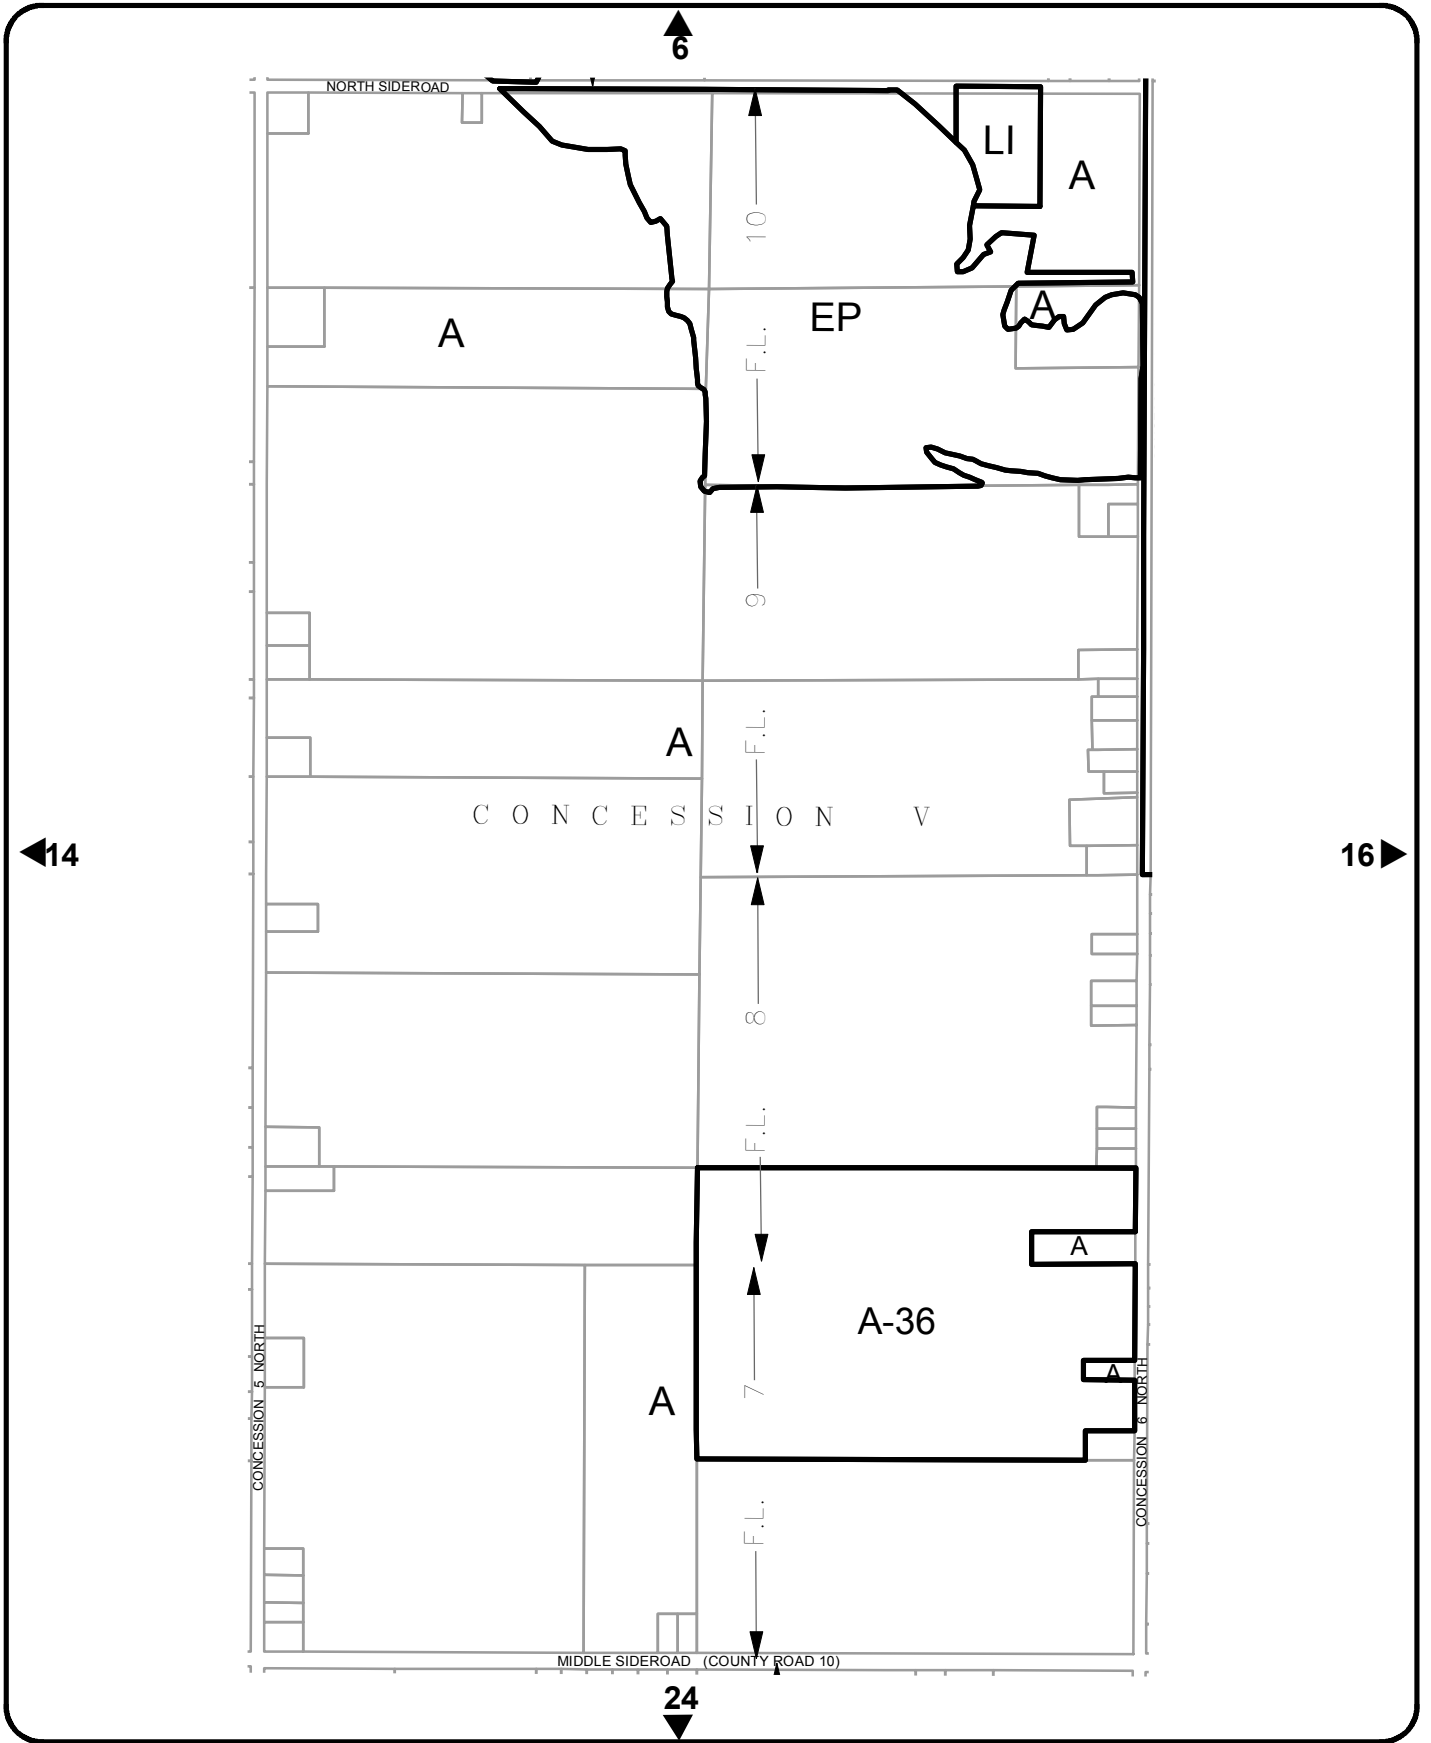 6
NORTH SIDEROAD
LI
A
10
A
EP
A
F.L.
9
A
F.L.
CONCESSION V
14
16
8
F.L.
A
A-36
7
A
A
CONCESSION 5 NORTH
CONCESSION 6 NORTH
F.L.
MIDDLE SIDEROAD (COUNTY ROAD 10)
24